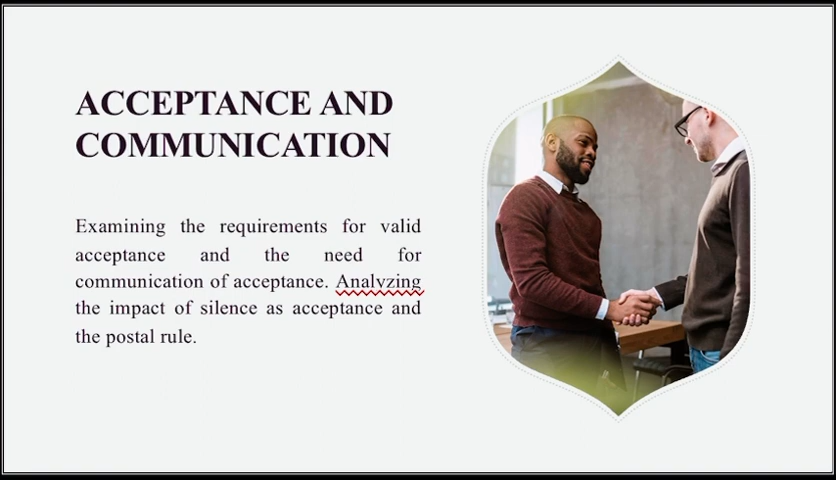 ACCEPTANCE AND
COMMUNICATION
Examining the requirements for valid
acceptance and the need for
communication of acceptance. Analyzing
the impact of silence as acceptance and
the postal rule.